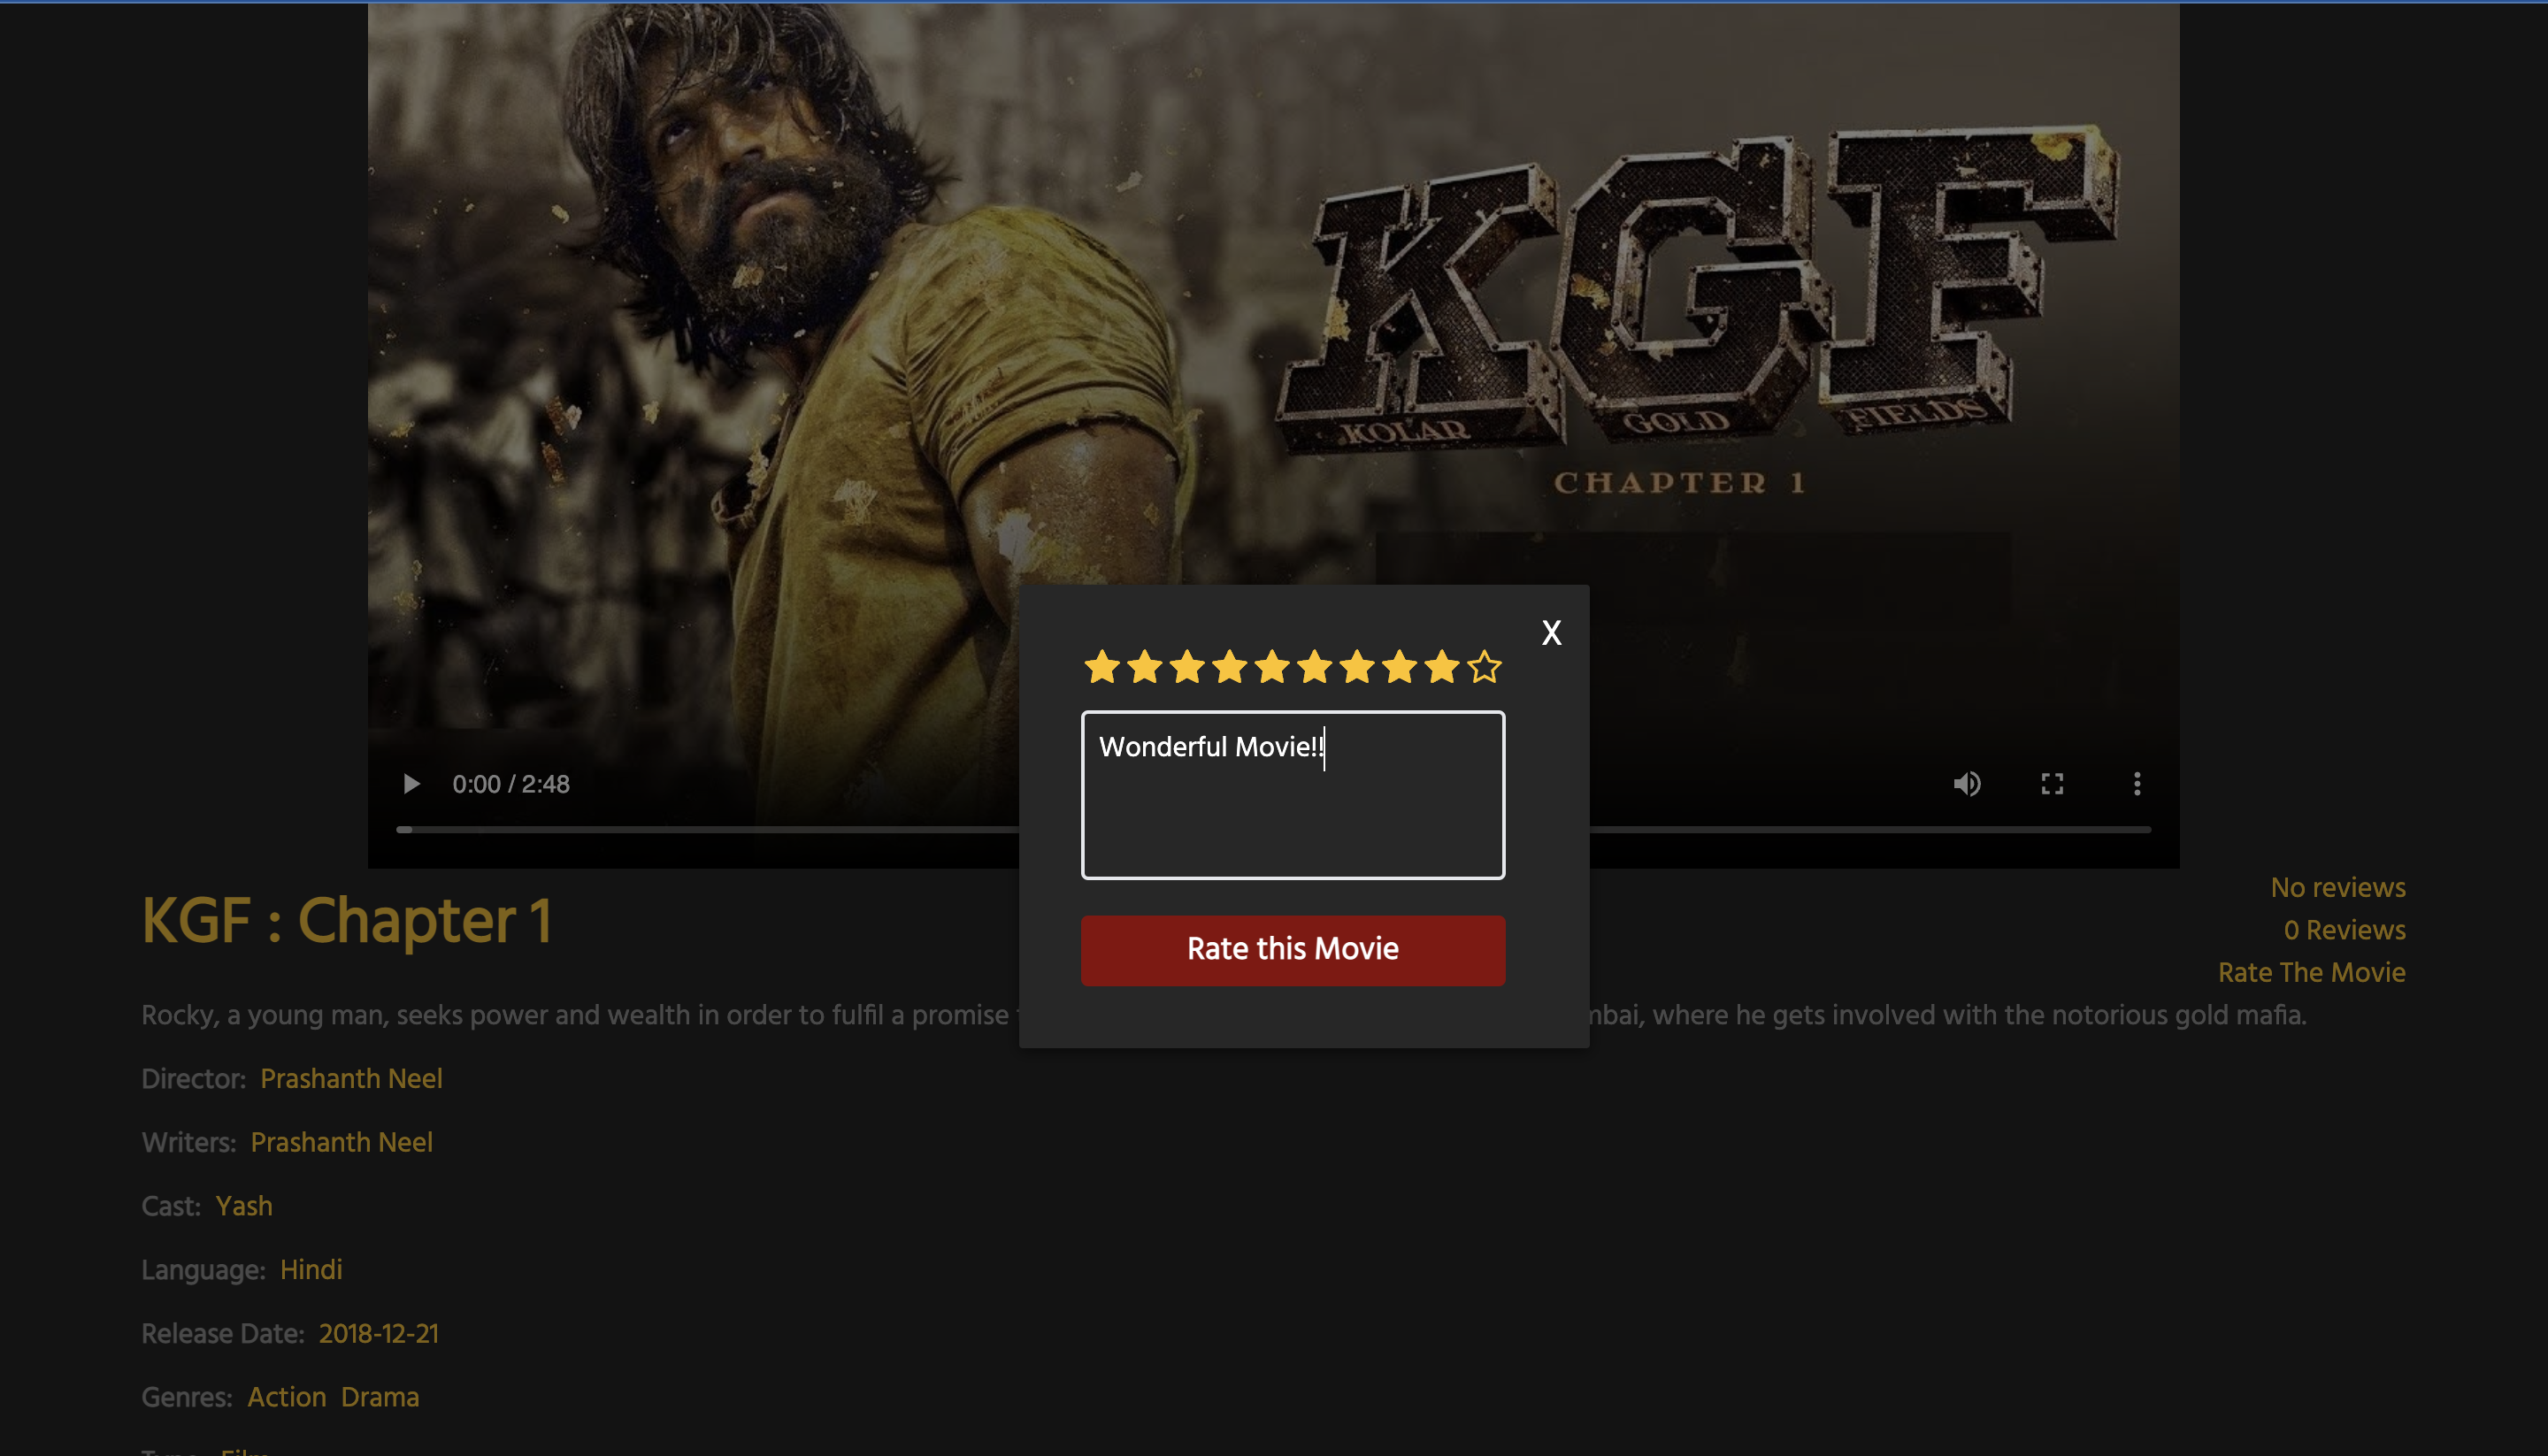 KGF
KOLAR GOLD FIELDS
CHAPTER 1
X
Wonderful Movie!!
0:00 / 2:48
Rate this Movie
No reviews
0 Reviews
Rate The Movie
KGF : Chapter 1
Rocky, a young man, seeks power and wealth in order to fulfil a promise where he gets involved with the notorious gold mafia.
Director: Prashanth Neel
Writers: Prashanth Neel
Cast: Yash
Language: Hindi
Release Date: 2018-12-21
Genres: Action Drama